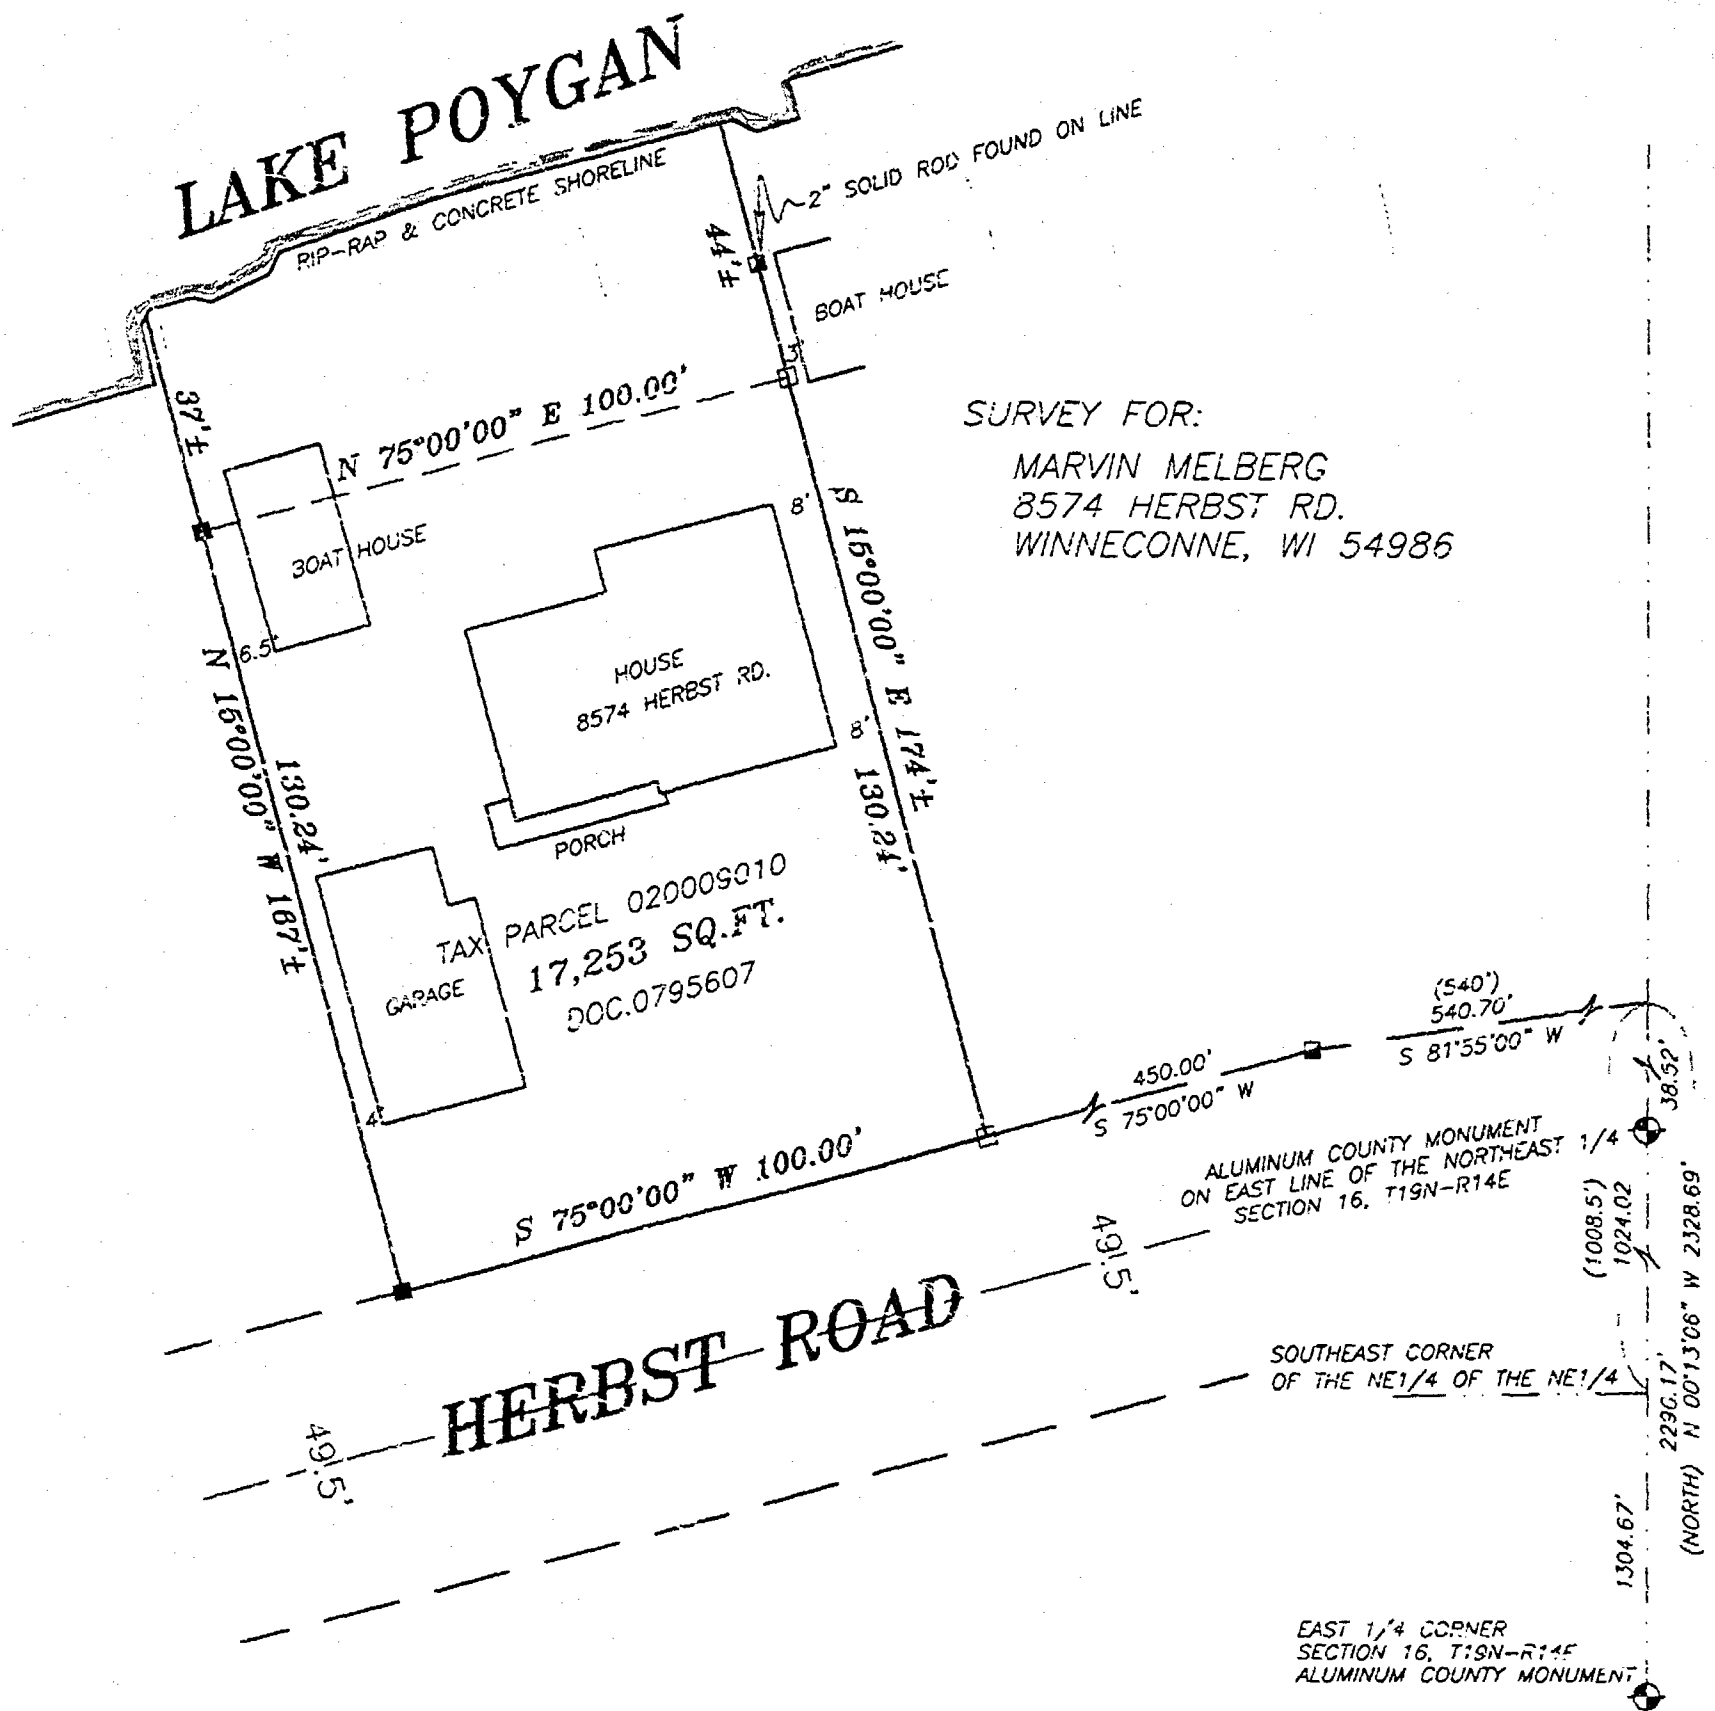 LAKE POYGAN
RIP-RAP & CONCRETE SHORELINE
2" SOLID ROD FOUND ON LINE
44'±
BOAT HOUSE
3'
37'±
N 75°00'00" E 100.00'
SURVEY FOR:
MARVIN MELBERG
8574 HERBST RD.
WINNECONNE, WI 54986
BOAT HOUSE
8'
S 15°00'00" E 174'±
130.24'
6.5'
HOUSE
8574 HERBST RD.
8'
N 15°00'00" W 167'±
130.24'
PORCH
TAX PARCEL 020009010
17,253 SQ.FT.
DOC.0795607
GARAGE
4'
S 75°00'00" W 100.00'
450.00'
S 75°00'00" W
(540')
540.70'
S 81°55'00" W
38.52'
ALUMINUM COUNTY MONUMENT
ON EAST LINE OF THE NORTHEAST 1/4
SECTION 16, T19N-R14E
(1008.5')
1024.02
49.5'
HERBST ROAD
49.5'
SOUTHEAST CORNER
OF THE NE1/4 OF THE NE1/4
2290.17'
(NORTH) N 00°13'06" W 2328.69'
1304.67'
EAST 1/4 CORNER
SECTION 16, T19N-R14E
ALUMINUM COUNTY MONUMENT